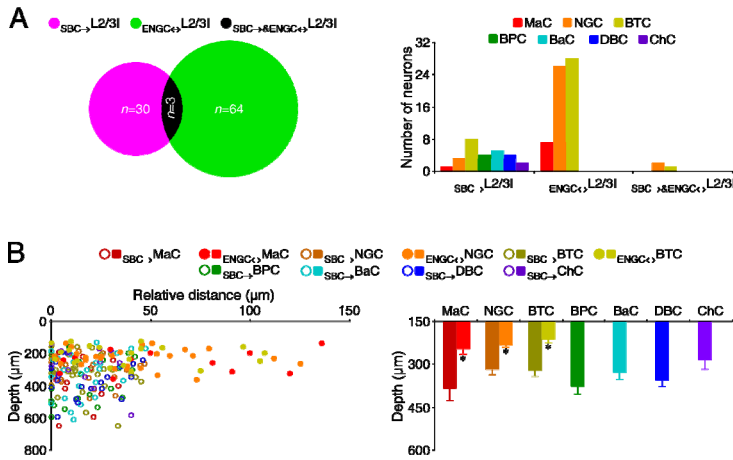 A
SBC→L2/3I ENGC↔L2/3I SBC→&ENGC↔L2/3I
n=30 n=3 n=64
MaC NGC BTC
BPC BaC DBC ChC
Number of neurons
32
24
16
8
0
SBC→L2/3I ENGC↔L2/3I SBC→&ENGC↔L2/3I
B
SBC→MaC ENGC↔MaC SBC→NGC ENGC↔NGC SBC→BTC ENGC↔BTC
SBC→BPC SBC→BaC SBC→DBC SBC→ChC
Relative distance (µm)
0 50 100 150
Depth (µm)
0
200
400
600
800
MaC NGC BTC BPC BaC DBC ChC
Depth (µm)
150
300
450
600
* * *